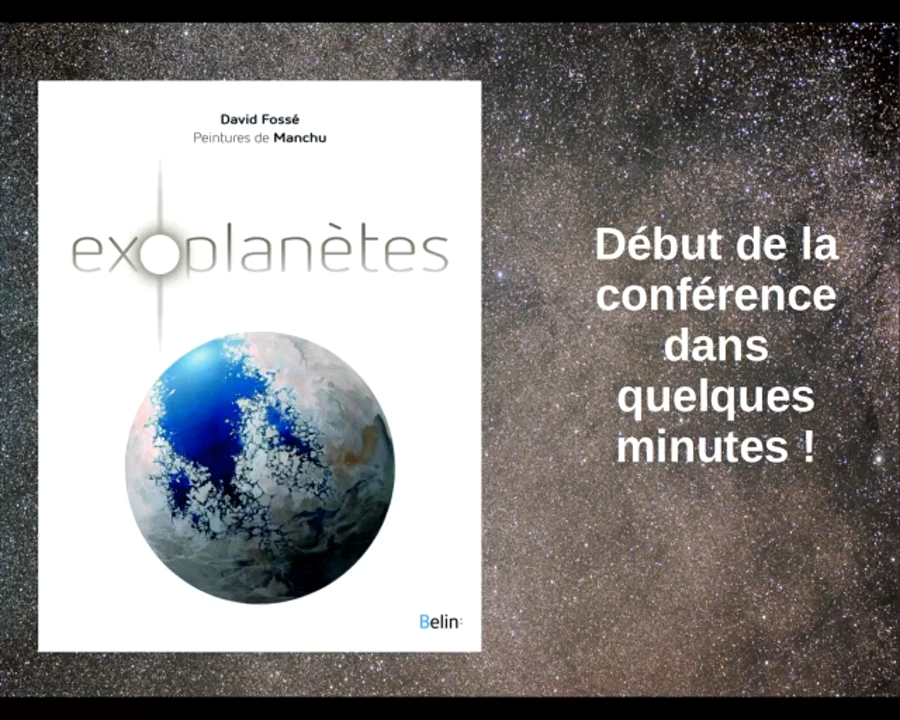 David Fossé
Peintures de Manchu
exoplanètes
Belin:
Début de la
conférence
dans
quelques
minutes !